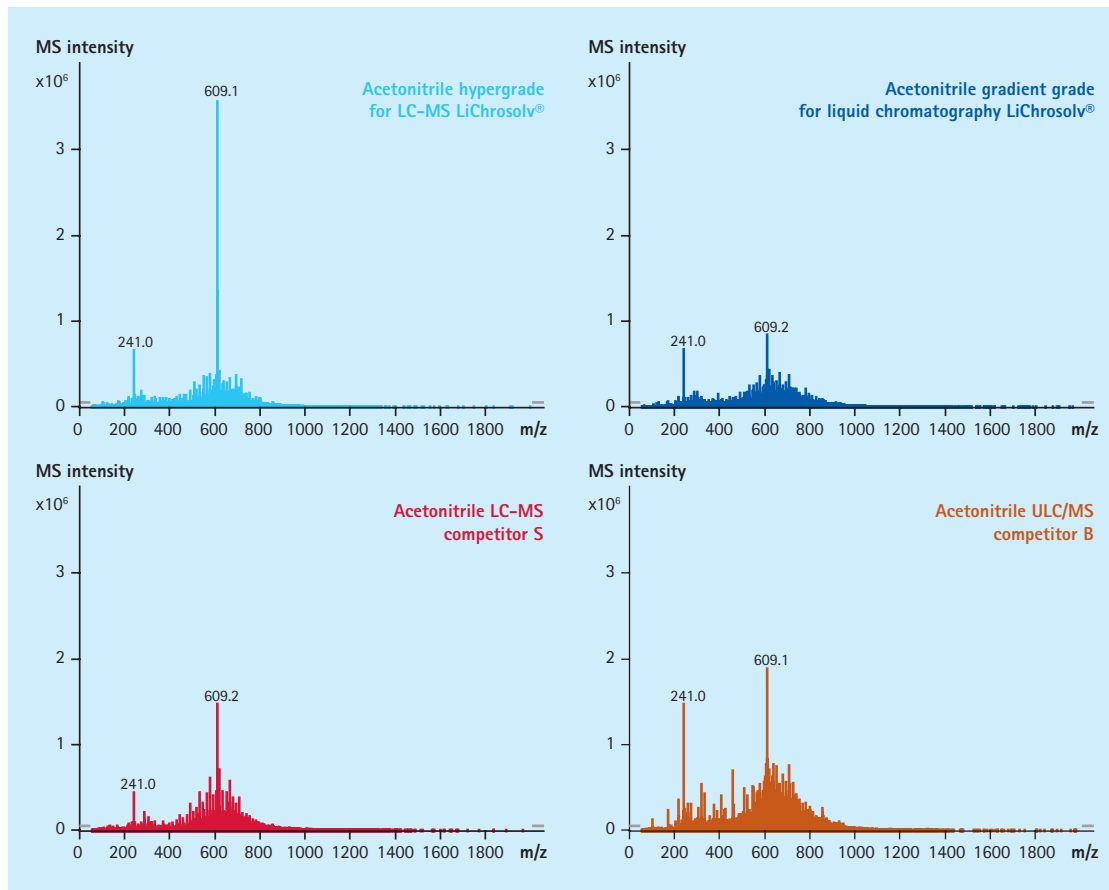 MS intensity
x10⁶
Acetonitrile hypergrade
for LC-MS LiChrosolv®
609.1
3
2
1
241.0
0
0 200 400 600 800 1000 1200 1400 1600 1800 m/z
MS intensity
x10⁶
Acetonitrile gradient grade
for liquid chromatography LiChrosolv®
3
2
1
241.0
609.2
0
0 200 400 600 800 1000 1200 1400 1600 1800 m/z
MS intensity
x10⁶
Acetonitrile LC-MS
competitor S
3
2
609.2
1
241.0
0
0 200 400 600 800 1000 1200 1400 1600 1800 m/z
MS intensity
x10⁶
Acetonitrile ULC/MS
competitor B
3
2
609.1
241.0
1
0
0 200 400 600 800 1000 1200 1400 1600 1800 m/z